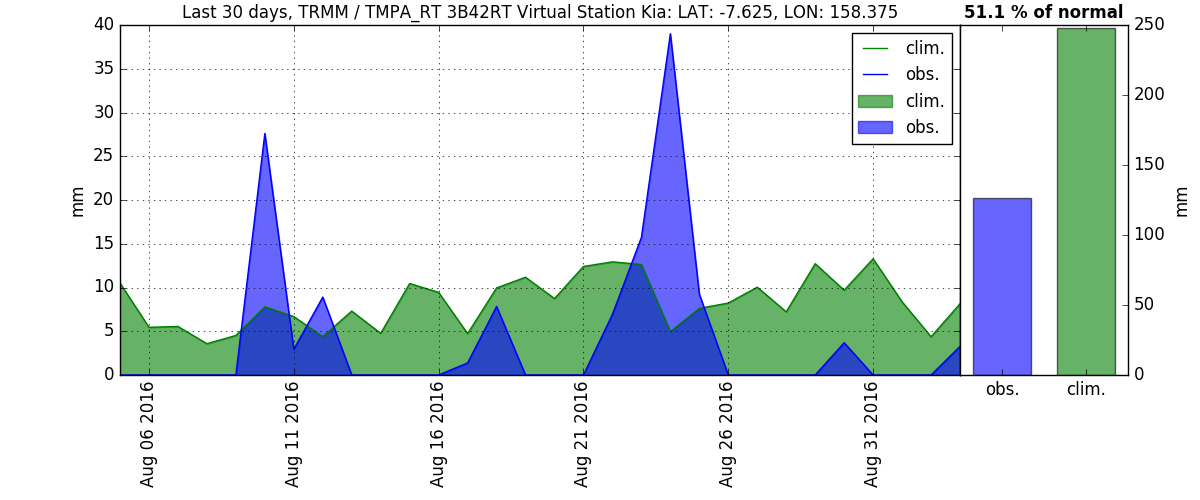 Last 30 days, TRMM / TMPA_RT 3B42RT Virtual Station Kia: LAT: -7.625, LON: 158.375
51.1 % of normal
40
35
30
25
20
15
10
5
0
mm
clim.
obs.
clim.
obs.
Aug 06 2016
Aug 11 2016
Aug 16 2016
Aug 21 2016
Aug 26 2016
Aug 31 2016
250
200
150
100
50
0
mm
obs.
clim.